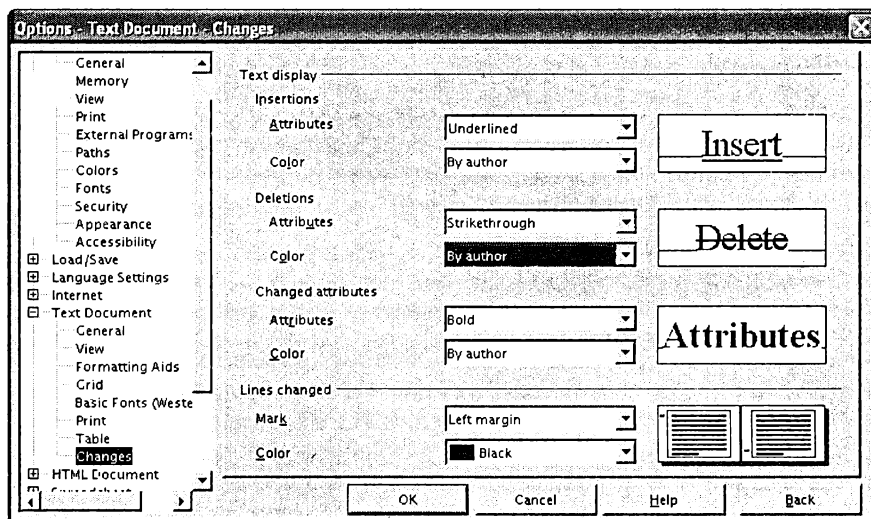 Options - Text Document - Changes
General
Memory
View
Print
External Programs
Paths
Colors
Fonts
Security
Appearance
Accessibility
Load/Save
Language Settings
Internet
Text Document
General
View
Formatting Aids
Grid
Basic Fonts (Weste
Print
Table
Changes
HTML Document
Text display
Insertions
Attributes Underlined
Color By author
Insert
Deletions
Attributes Strikethrough
Color By author
Delete
Changed attributes
Attributes Bold
Color By author
Attributes
Lines changed
Mark Left margin
Color Black
OK Cancel Help Back